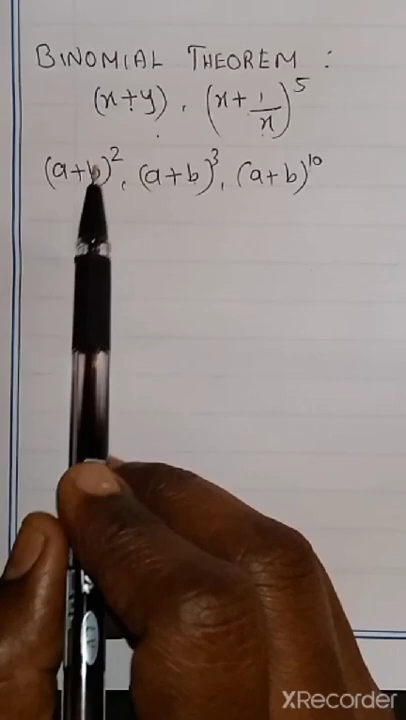 BINOMIAL THEOREM :
(x+y), (x+1/x)^5
(a+b)^2, (a+b)^3, (a+b)^10
XRecorder